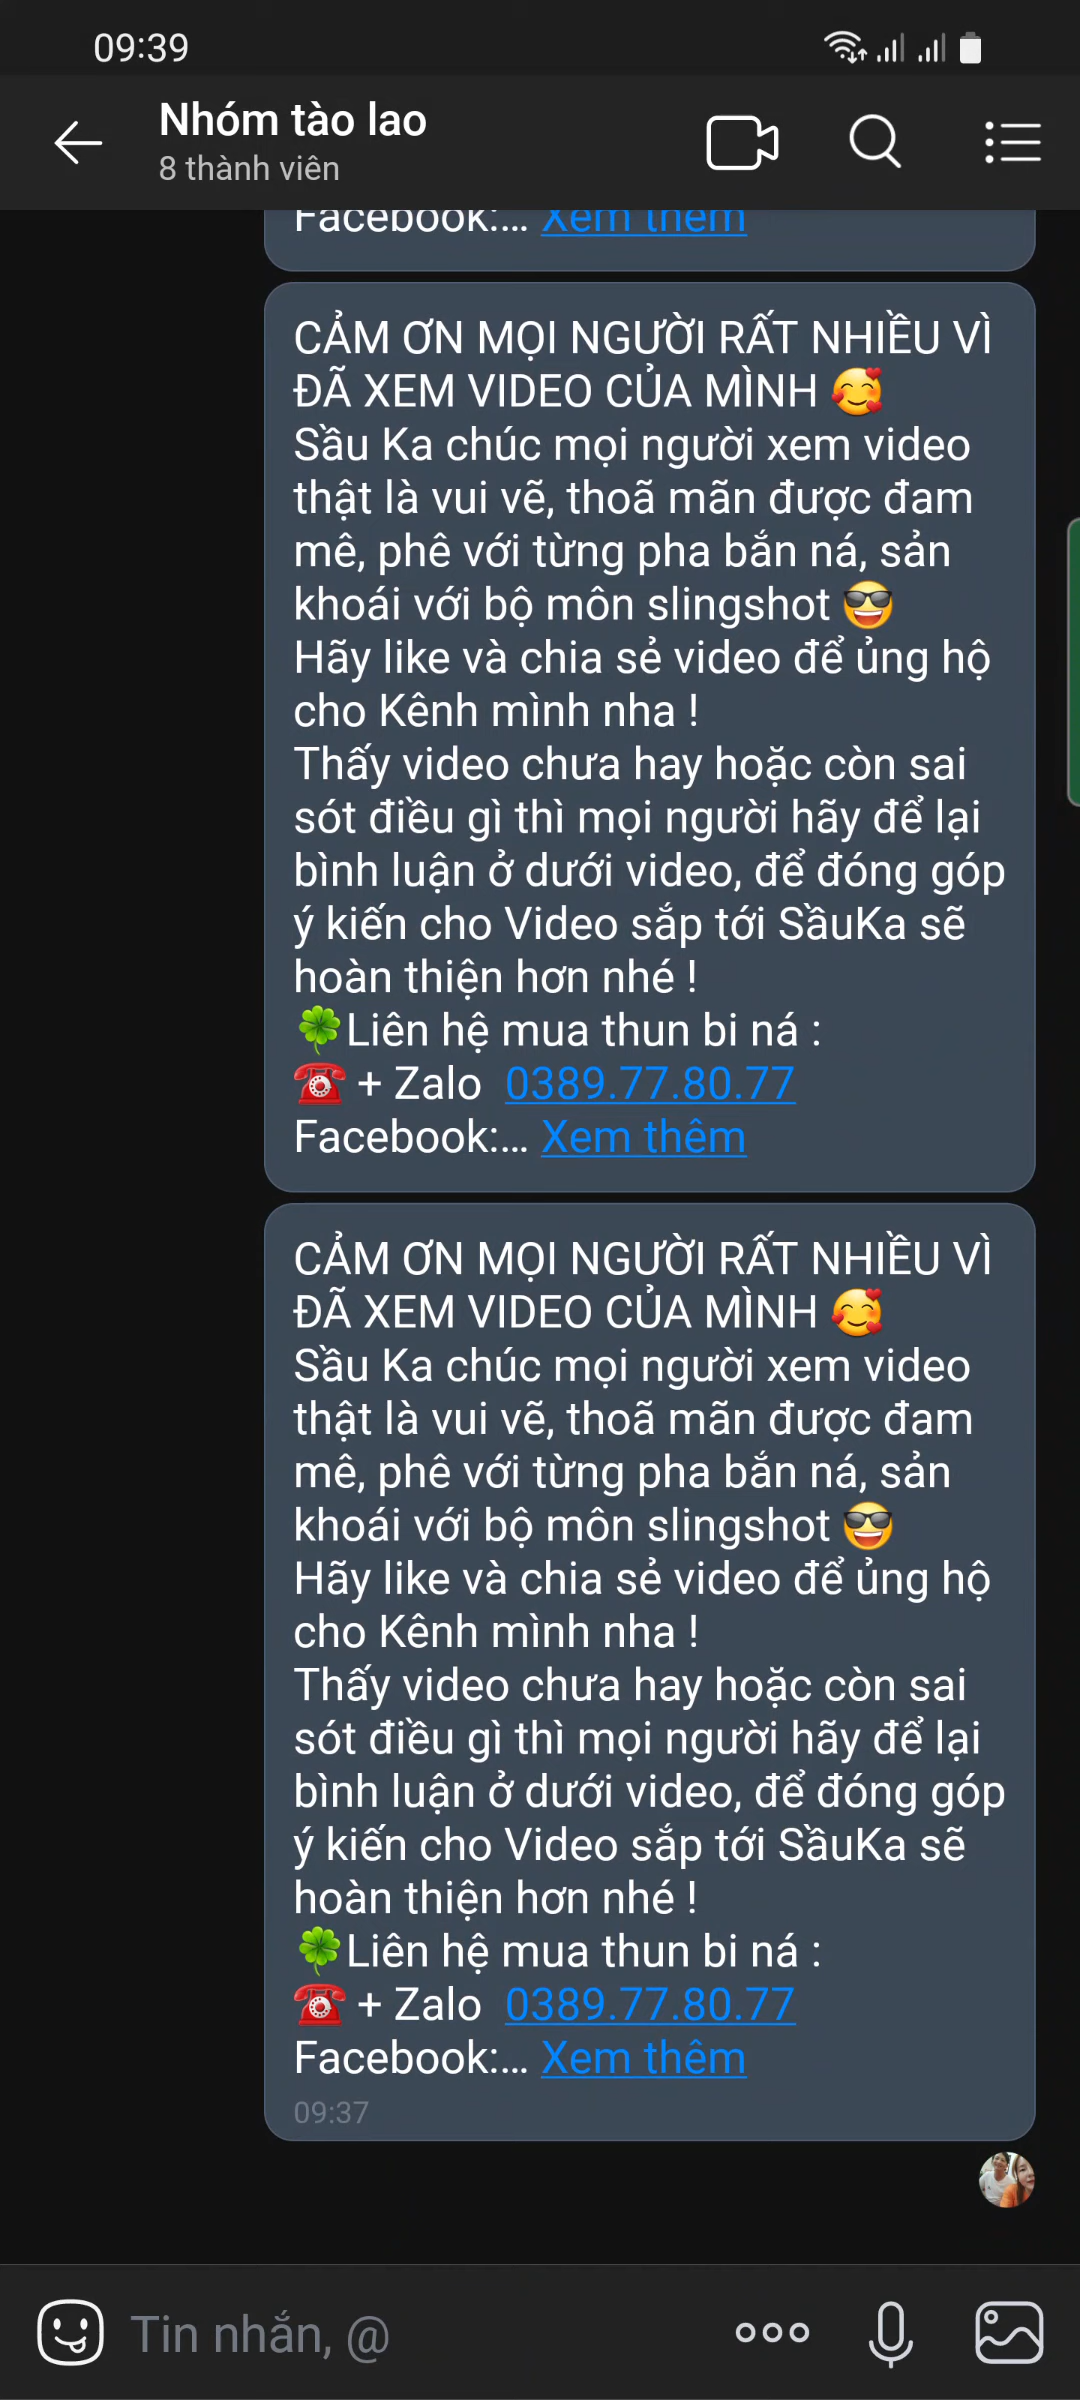 09:39
Nhóm tào lao
8 thành viên
Facebook:... Xem thêm
CẢM ƠN MỌI NGƯỜI RẤT NHIỀU VÌ
ĐÃ XEM VIDEO CỦA MÌNH 🥰
Sầu Ka chúc mọi người xem video
thật là vui vẽ, thoã mãn được đam
mê, phê với từng pha bắn ná, sản
khoái với bộ môn slingshot 😎
Hãy like và chia sẻ video để ủng hộ
cho Kênh mình nha !
Thấy video chưa hay hoặc còn sai
sót điều gì thì mọi người hãy để lại
bình luận ở dưới video, để đóng góp
ý kiến cho Video sắp tới SầuKa sẽ
hoàn thiện hơn nhé !
🍀Liên hệ mua thun bi ná :
☎️ + Zalo  0389.77.80.77
Facebook:... Xem thêm
CẢM ƠN MỌI NGƯỜI RẤT NHIỀU VÌ
ĐÃ XEM VIDEO CỦA MÌNH 🥰
Sầu Ka chúc mọi người xem video
thật là vui vẽ, thoã mãn được đam
mê, phê với từng pha bắn ná, sản
khoái với bộ môn slingshot 😎
Hãy like và chia sẻ video để ủng hộ
cho Kênh mình nha !
Thấy video chưa hay hoặc còn sai
sót điều gì thì mọi người hãy để lại
bình luận ở dưới video, để đóng góp
ý kiến cho Video sắp tới SầuKa sẽ
hoàn thiện hơn nhé !
🍀Liên hệ mua thun bi ná :
☎️ + Zalo  0389.77.80.77
Facebook:... Xem thêm
09:37
Tin nhắn, @